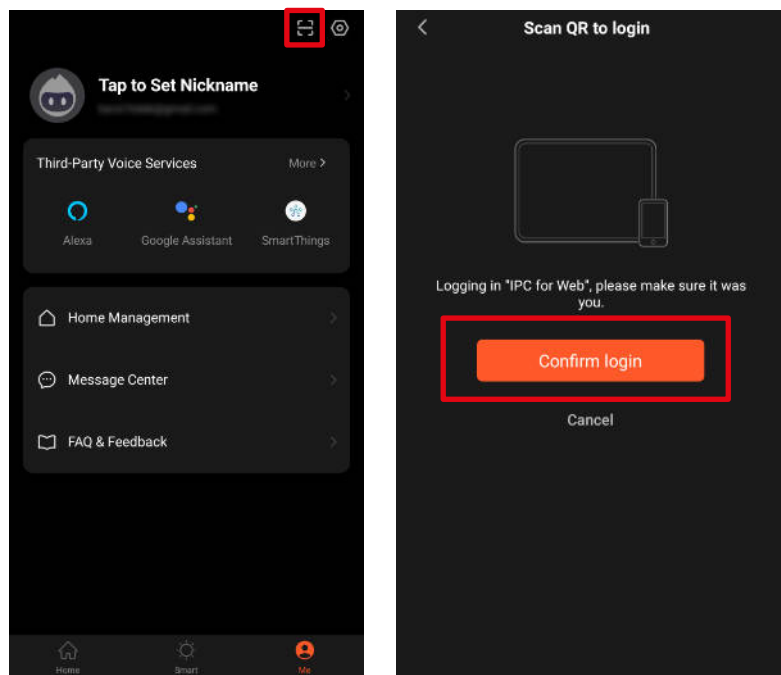 Tap to Set Nickname
Third-Party Voice Services More
Alexa Google Assistant SmartThings
Home Management
Message Center
FAQ & Feedback
Home Smart Me
Scan QR to login
Logging in "IPC for Web", please make sure it was
you.
Confirm login
Cancel